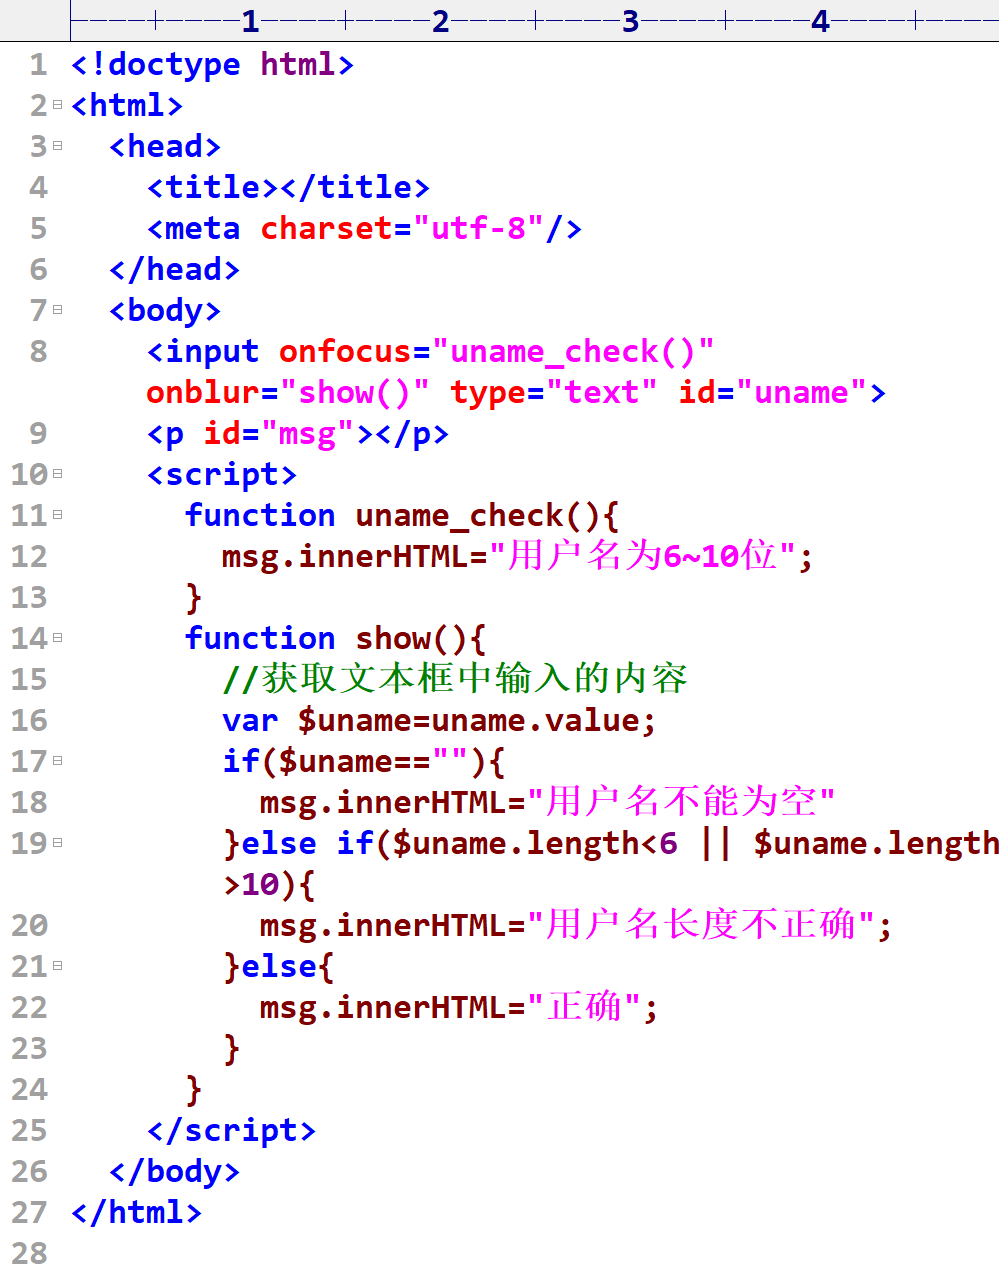 1 2 3 4
1 <!doctype html>
2 <html>
3 <head>
4 <title></title>
5 <meta charset="utf-8"/>
6 </head>
7 <body>
8 <input onfocus="uname_check()"
onblur="show()" type="text" id="uname">
9 <p id="msg"></p>
10 <script>
11 function uname_check(){
12 msg.innerHTML="用户名为6~10位";
13 }
14 function show(){
15 //获取文本框中输入的内容
16 var $uname=uname.value;
17 if($uname==""){
18 msg.innerHTML="用户名不能为空"
19 }else if($uname.length<6 || $uname.length
>10){
20 msg.innerHTML="用户名长度不正确";
21 }else{
22 msg.innerHTML="正确";
23 }
24 }
25 </script>
26 </body>
27 </html>
28